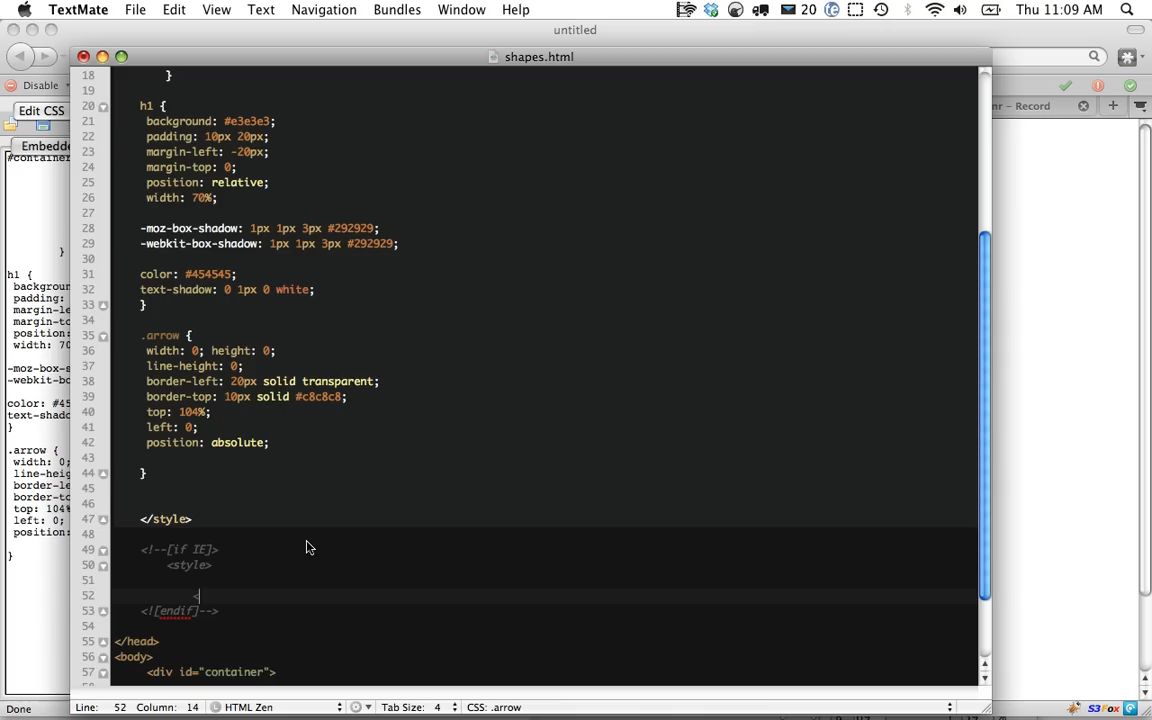 TextMate File Edit View Text Navigation Bundles Window Help 20 Thu 11:09 AM
untitled
shapes.html
Disable
Edit CSS
nr - Record
Embedde
#container
}
h1 {
backgroun
padding:
margin-le
margin-to
position:
width: 70
-moz-box-s
-webkit-bo
color: #45
text-shado
}
.arrow {
width: 0;
line-heig
border-le
border-to
top: 104%
left: 0;
position:
}
18 }
19
20 h1 {
21 background: #e3e3e3;
22 padding: 10px 20px;
23 margin-left: -20px;
24 margin-top: 0;
25 position: relative;
26 width: 70%;
27
28 -moz-box-shadow: 1px 1px 3px #292929;
29 -webkit-box-shadow: 1px 1px 3px #292929;
30
31 color: #454545;
32 text-shadow: 0 1px 0 white;
33 }
34
35 .arrow {
36 width: 0; height: 0;
37 line-height: 0;
38 border-left: 20px solid transparent;
39 border-top: 10px solid #c8c8c8;
40 top: 104%;
41 left: 0;
42 position: absolute;
43
44 }
45
46
47 </style>
48
49 <!--[if IE]>
50 <style>
51
52 <
53 <![endif]-->
54
55 </head>
56 <body>
57 <div id="container">
Line: 52 Column: 14 HTML Zen Tab Size: 4 CSS: .arrow
Done
S3Fox